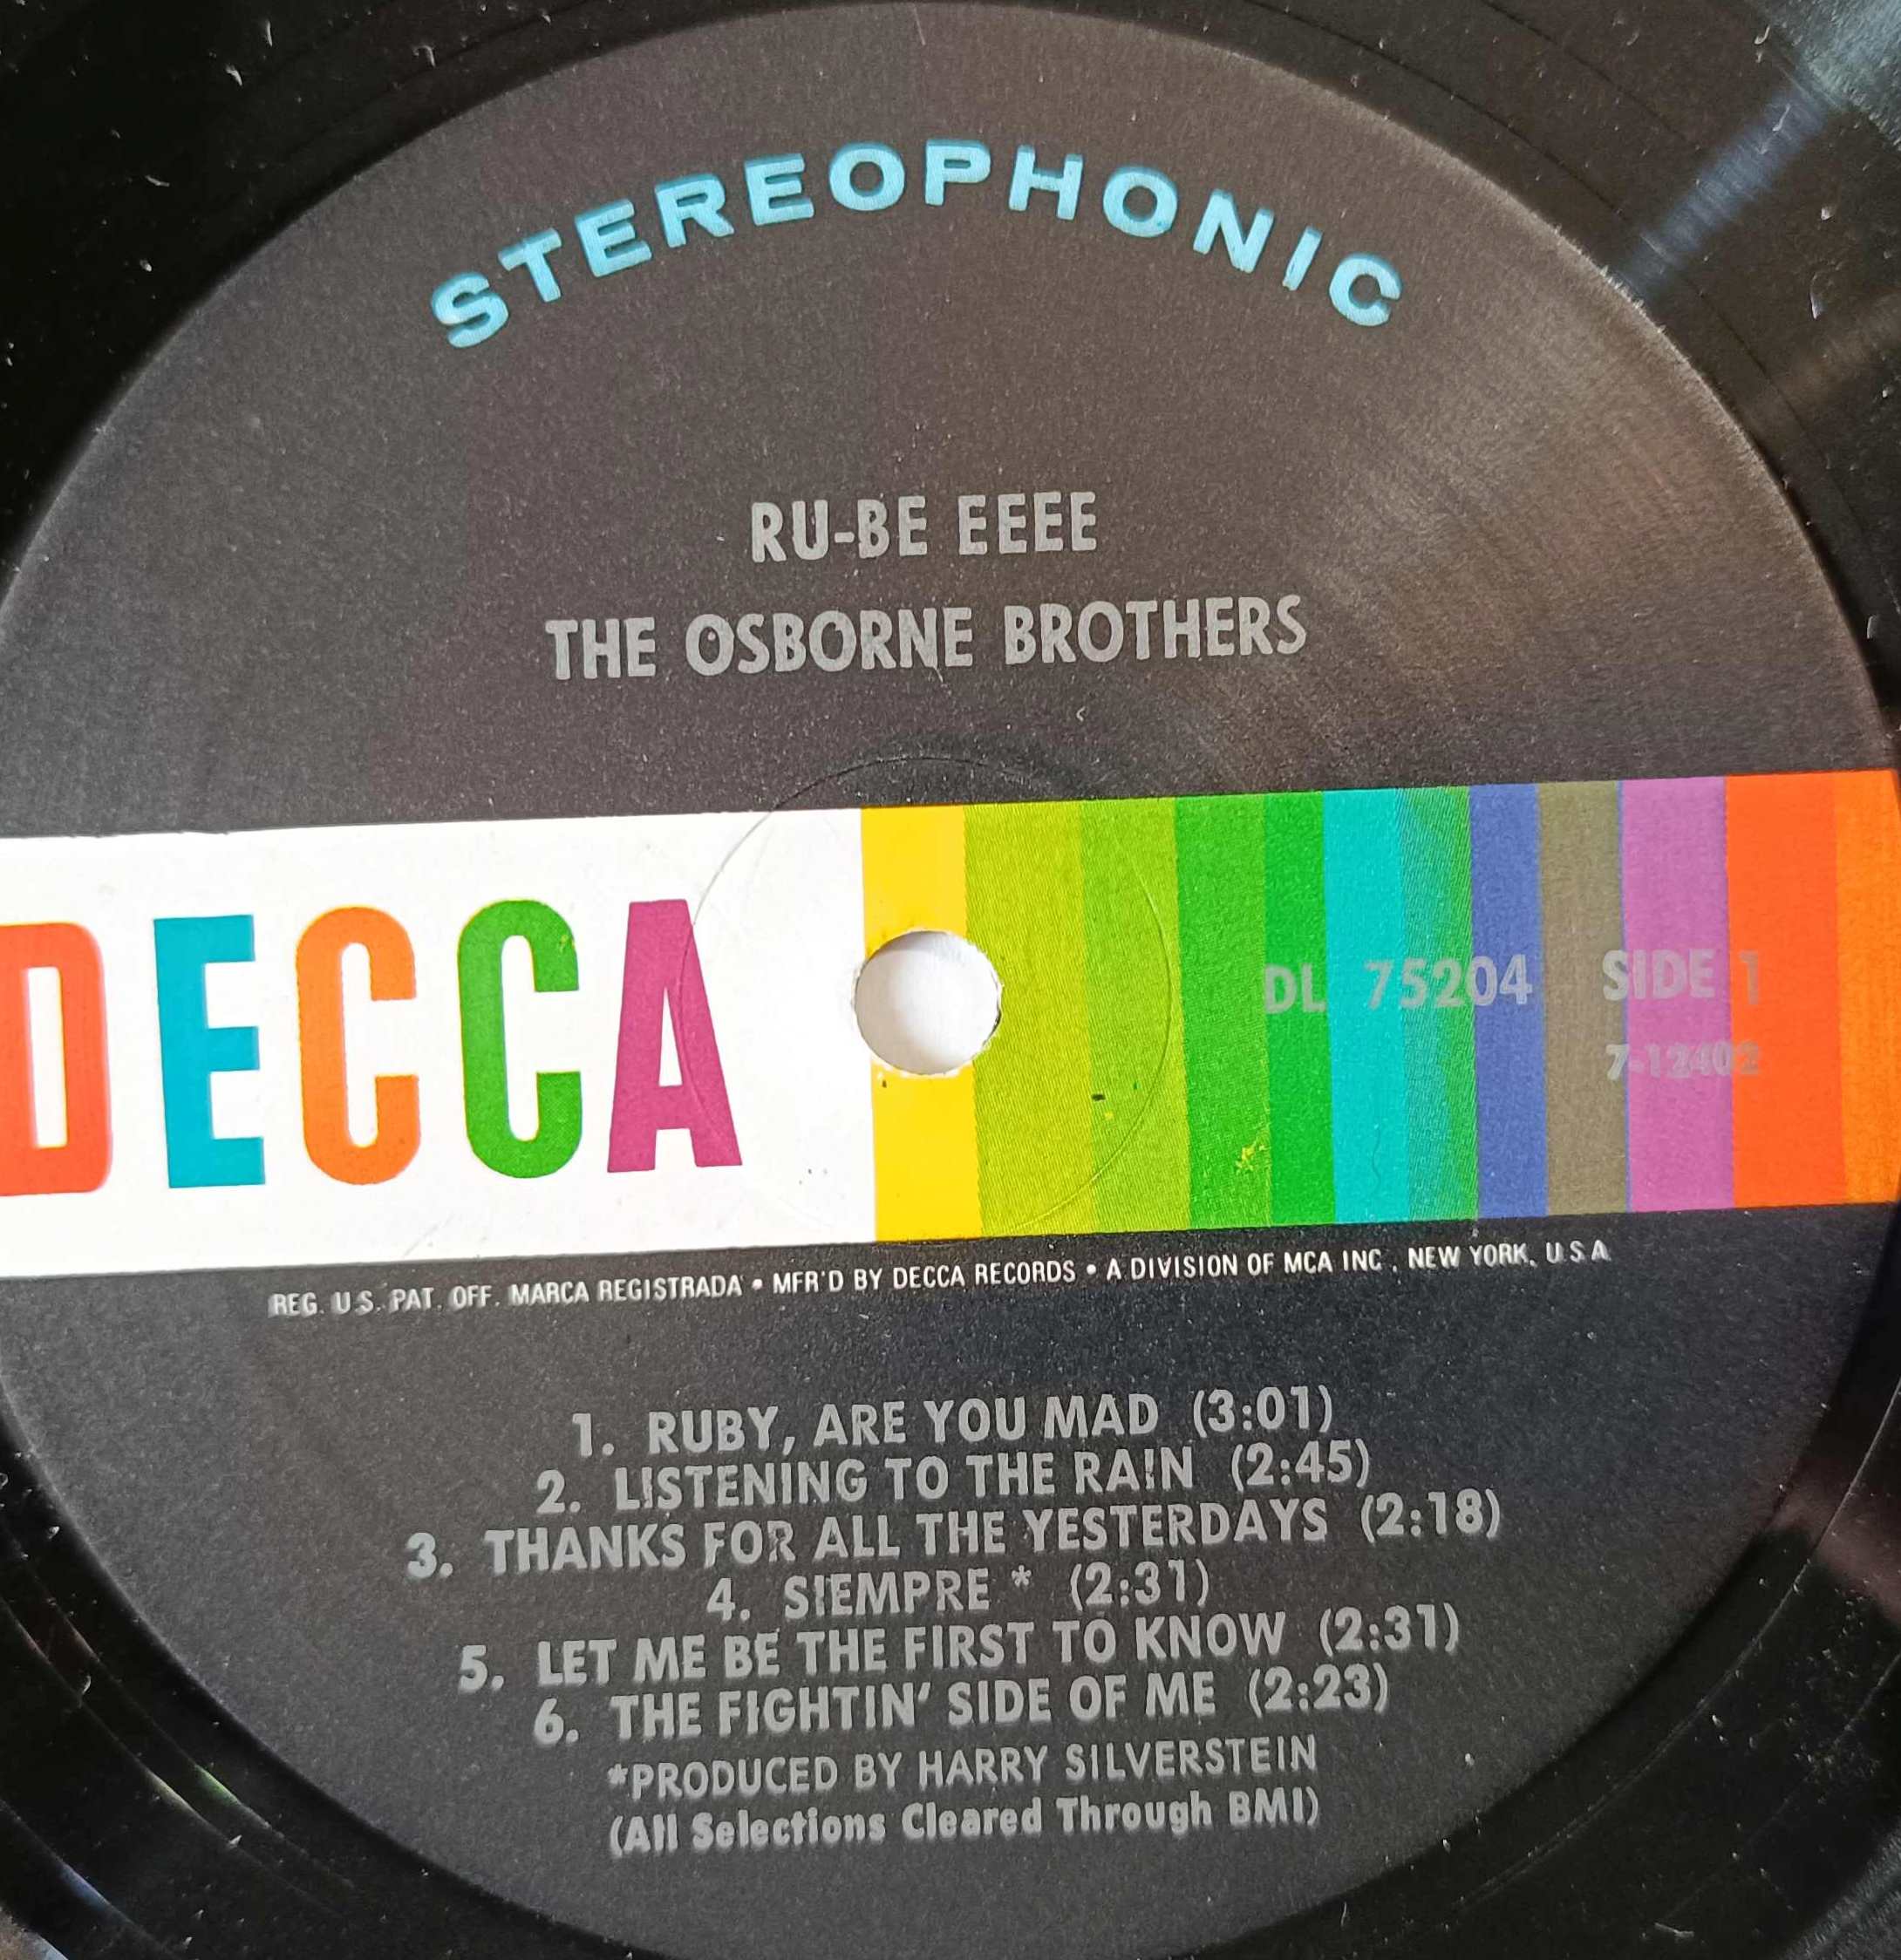 STEREOPHONIC
RU-BE EEEE
THE OSBORNE BROTHERS
DECCA
DL 75204 SIDE 1
7-12402
REG. U.S. PAT. OFF. MARCA REGISTRADA • MFR'D BY DECCA RECORDS • A DIVISION OF MCA INC., NEW YORK, U S A
1. RUBY, ARE YOU MAD (3:01)
2. LISTENING TO THE RAIN (2:45)
3. THANKS FOR ALL THE YESTERDAYS (2:18)
4. SIEMPRE * (2:31)
5. LET ME BE THE FIRST TO KNOW (2:31)
6. THE FIGHTIN' SIDE OF ME (2:23)
*PRODUCED BY HARRY SILVERSTEIN
(All Selections Cleared Through BMI)